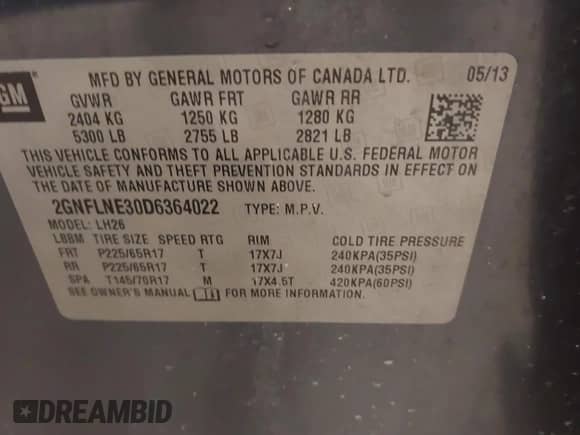 GM
MFD BY GENERAL MOTORS OF CANADA LTD. 05/13
GVWR GAWR FRT GAWR RR
2404 KG 1250 KG 1280 KG
5300 LB 2755 LB 2821 LB
THIS VEHICLE CONFORMS TO ALL APPLICABLE U.S. FEDERAL MOTOR
VEHICLE SAFETY AND THEFT PREVENTION STANDARDS IN EFFECT ON
THE DATE OF MANUFACTURE SHOWN ABOVE.
2GNFLNE30D6364022 TYPE: M.P.V.
MODEL: LH26
LBBM TIRE SIZE SPEED RTG RIM COLD TIRE PRESSURE
FRT P225/65R17 T 17X7J 240KPA(35PSI)
RR P225/65R17 T 17X7J 240KPA(35PSI)
SPA T145/70R17 M 17X4.5T 420KPA(60PSI)
SEE OWNER'S MANUAL FOR MORE INFORMATION.
DREAMBID